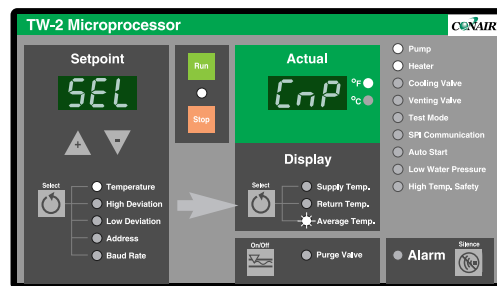 TW-2 Microprocessor
CONAIR
Setpoint
SEL
+
-
Select
Temperature
High Deviation
Low Deviation
Address
Baud Rate
Run
Stop
Actual
CnP
°F
°C
Display
Select
Supply Temp.
Return Temp.
Average Temp.
On/Off
Purge Valve
Pump
Heater
Cooling Valve
Venting Valve
Test Mode
SPI Communication
Auto Start
Low Water Pressure
High Temp. Safety
Alarm
Silence